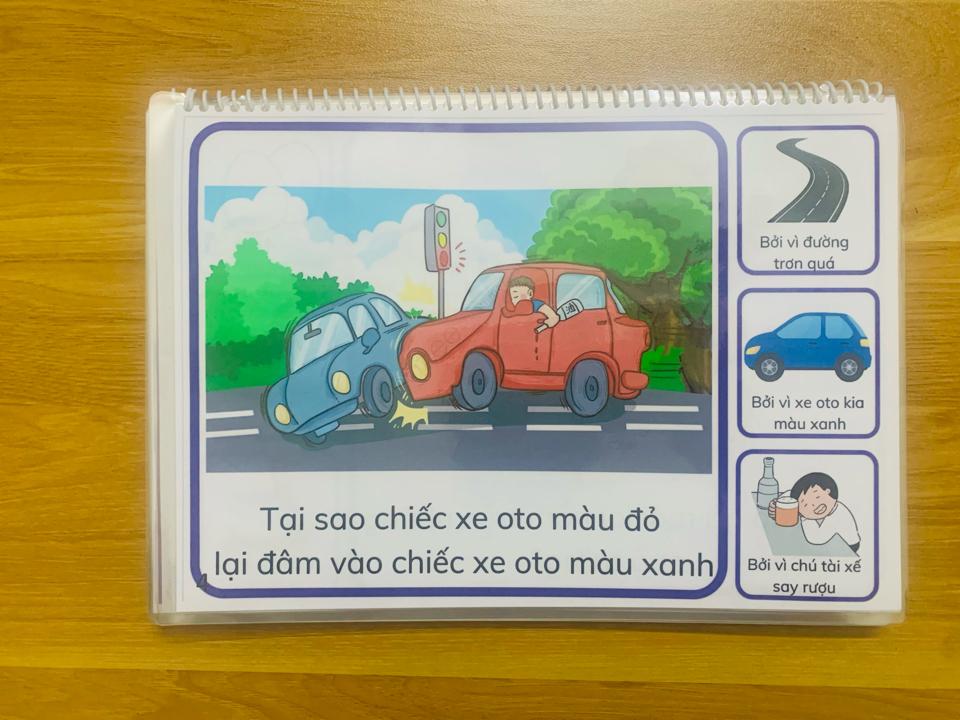 Tại sao chiếc xe oto màu đỏ
lại đâm vào chiếc xe oto màu xanh
4
Bởi vì đường
trơn quá
Bởi vì xe oto kia
màu xanh
Bởi vì chú tài xế
say rượu